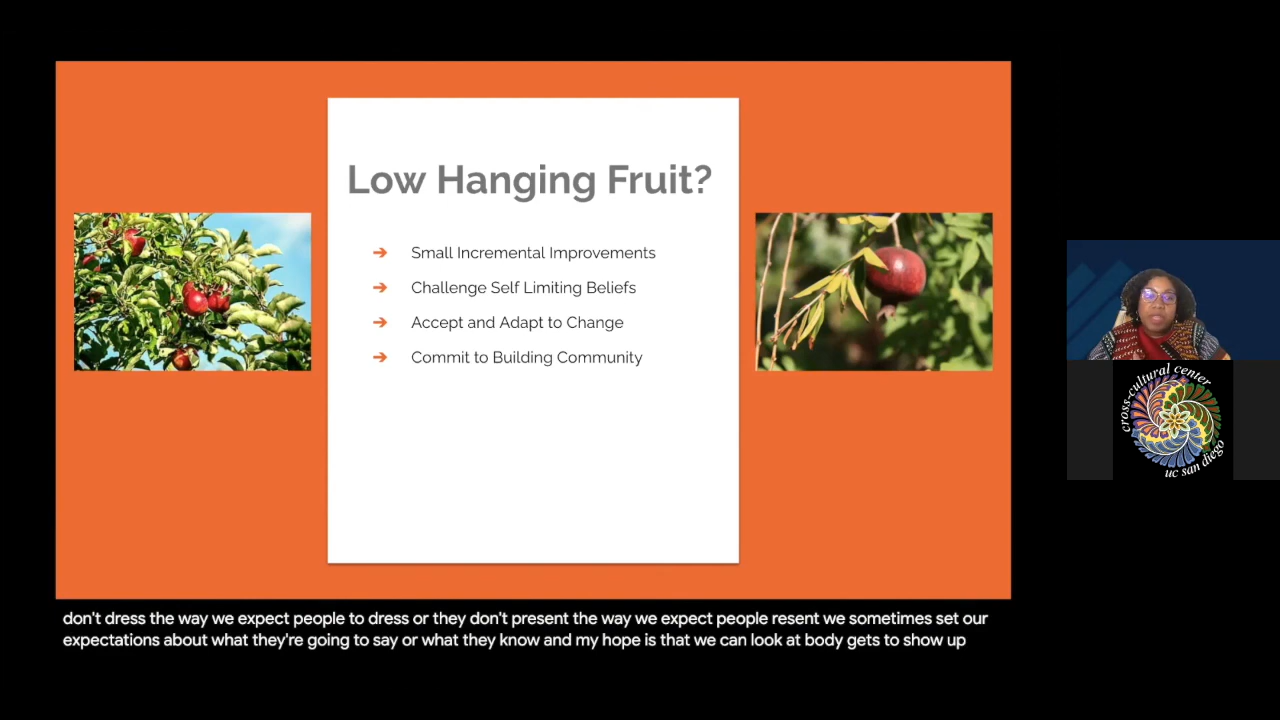 Low Hanging Fruit?
➔ Small Incremental Improvements
➔ Challenge Self Limiting Beliefs
➔ Accept and Adapt to Change
➔ Commit to Building Community
cross-cultural center
uc san diego
don't dress the way we expect people to dress or they don't present the way we expect people resent we sometimes set our
expectations about what they're going to say or what they know and my hope is that we can look at body gets to show up